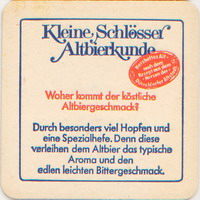 Kleine Schlösser
Altbierkunde
Woher kommt der köstliche
Altbiergeschmack?
Durch besonders viel Hopfen und
eine Spezialhefe. Denn diese
verleihen dem Altbier das typische
Aroma und den
edlen leichten Bittergeschmack.